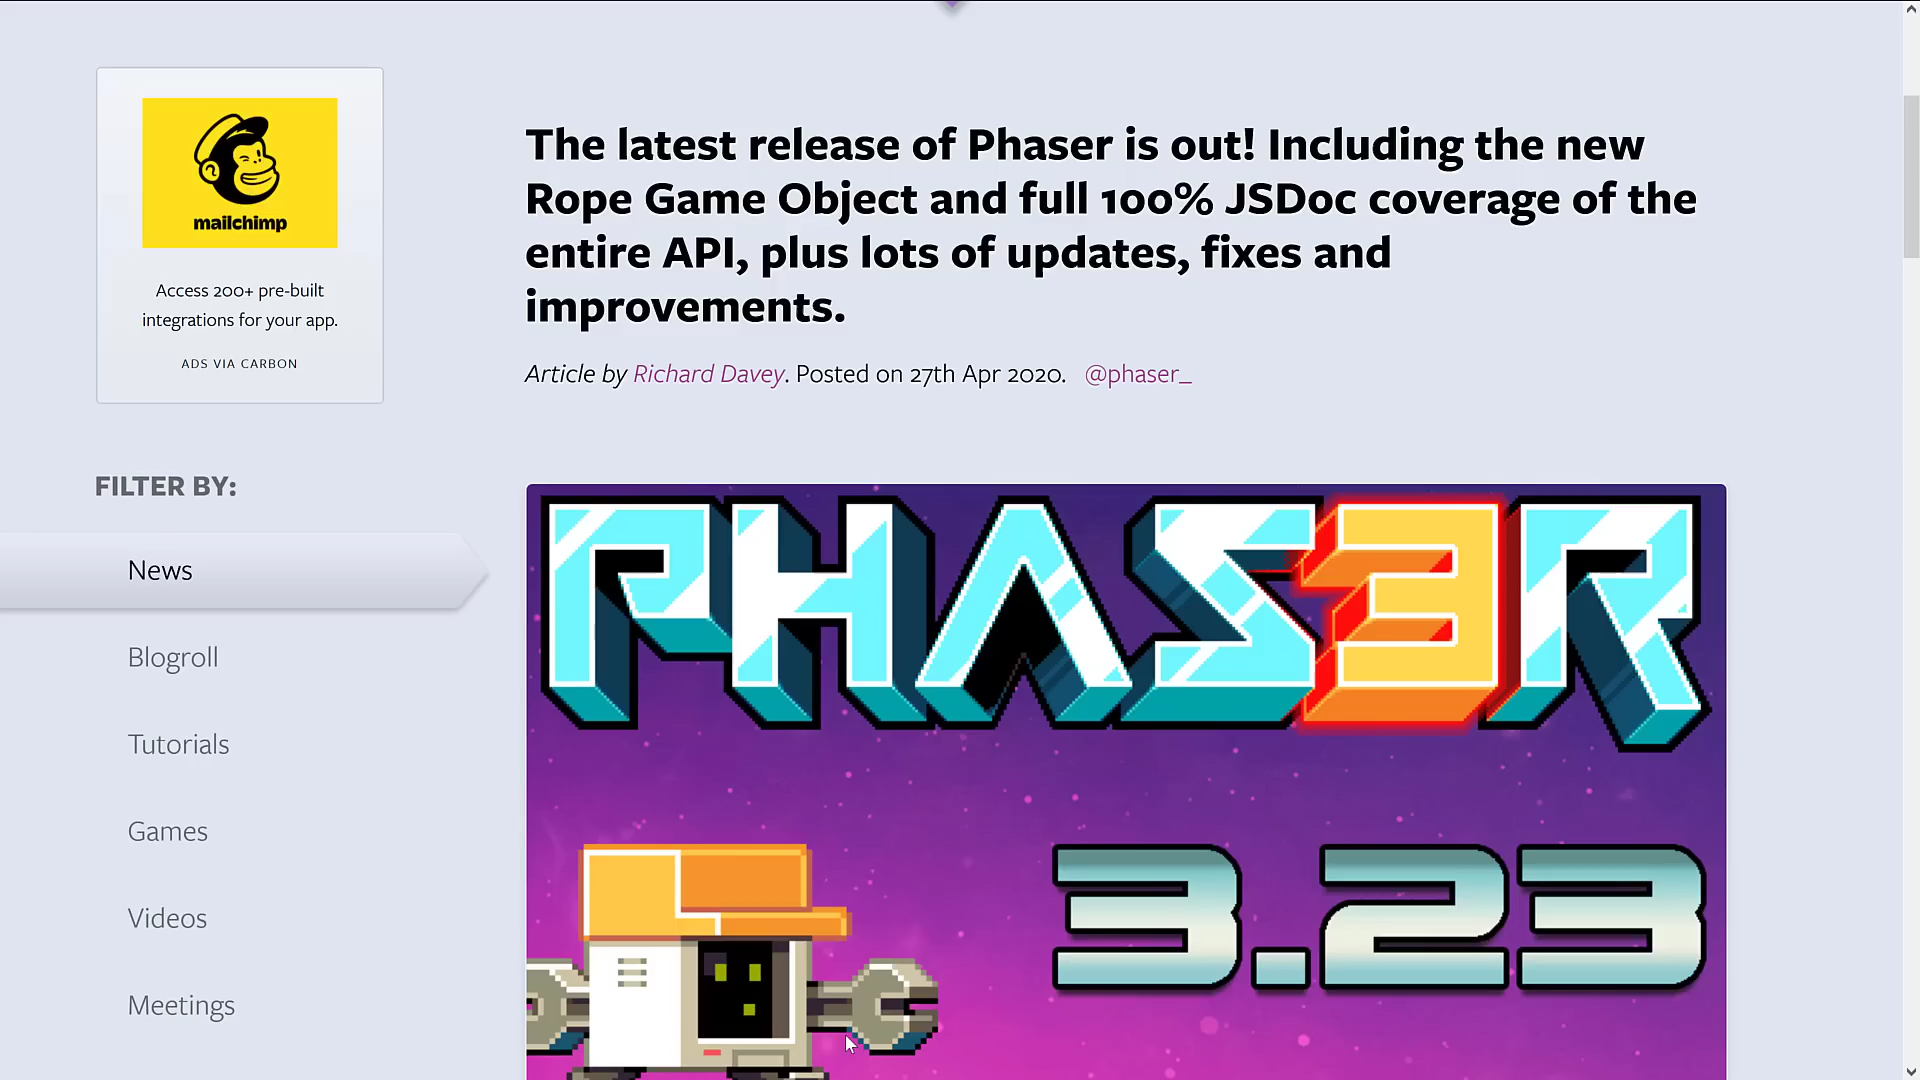 mailchimp
Access 200+ pre-built
integrations for your app.
ADS VIA CARBON
The latest release of Phaser is out! Including the new
Rope Game Object and full 100% JSDoc coverage of the
entire API, plus lots of updates, fixes and
improvements.
Article by Richard Davey. Posted on 27th Apr 2020. @phaser_
FILTER BY:
News
Blogroll
Tutorials
Games
Videos
Meetings
PHAS3R
3.23